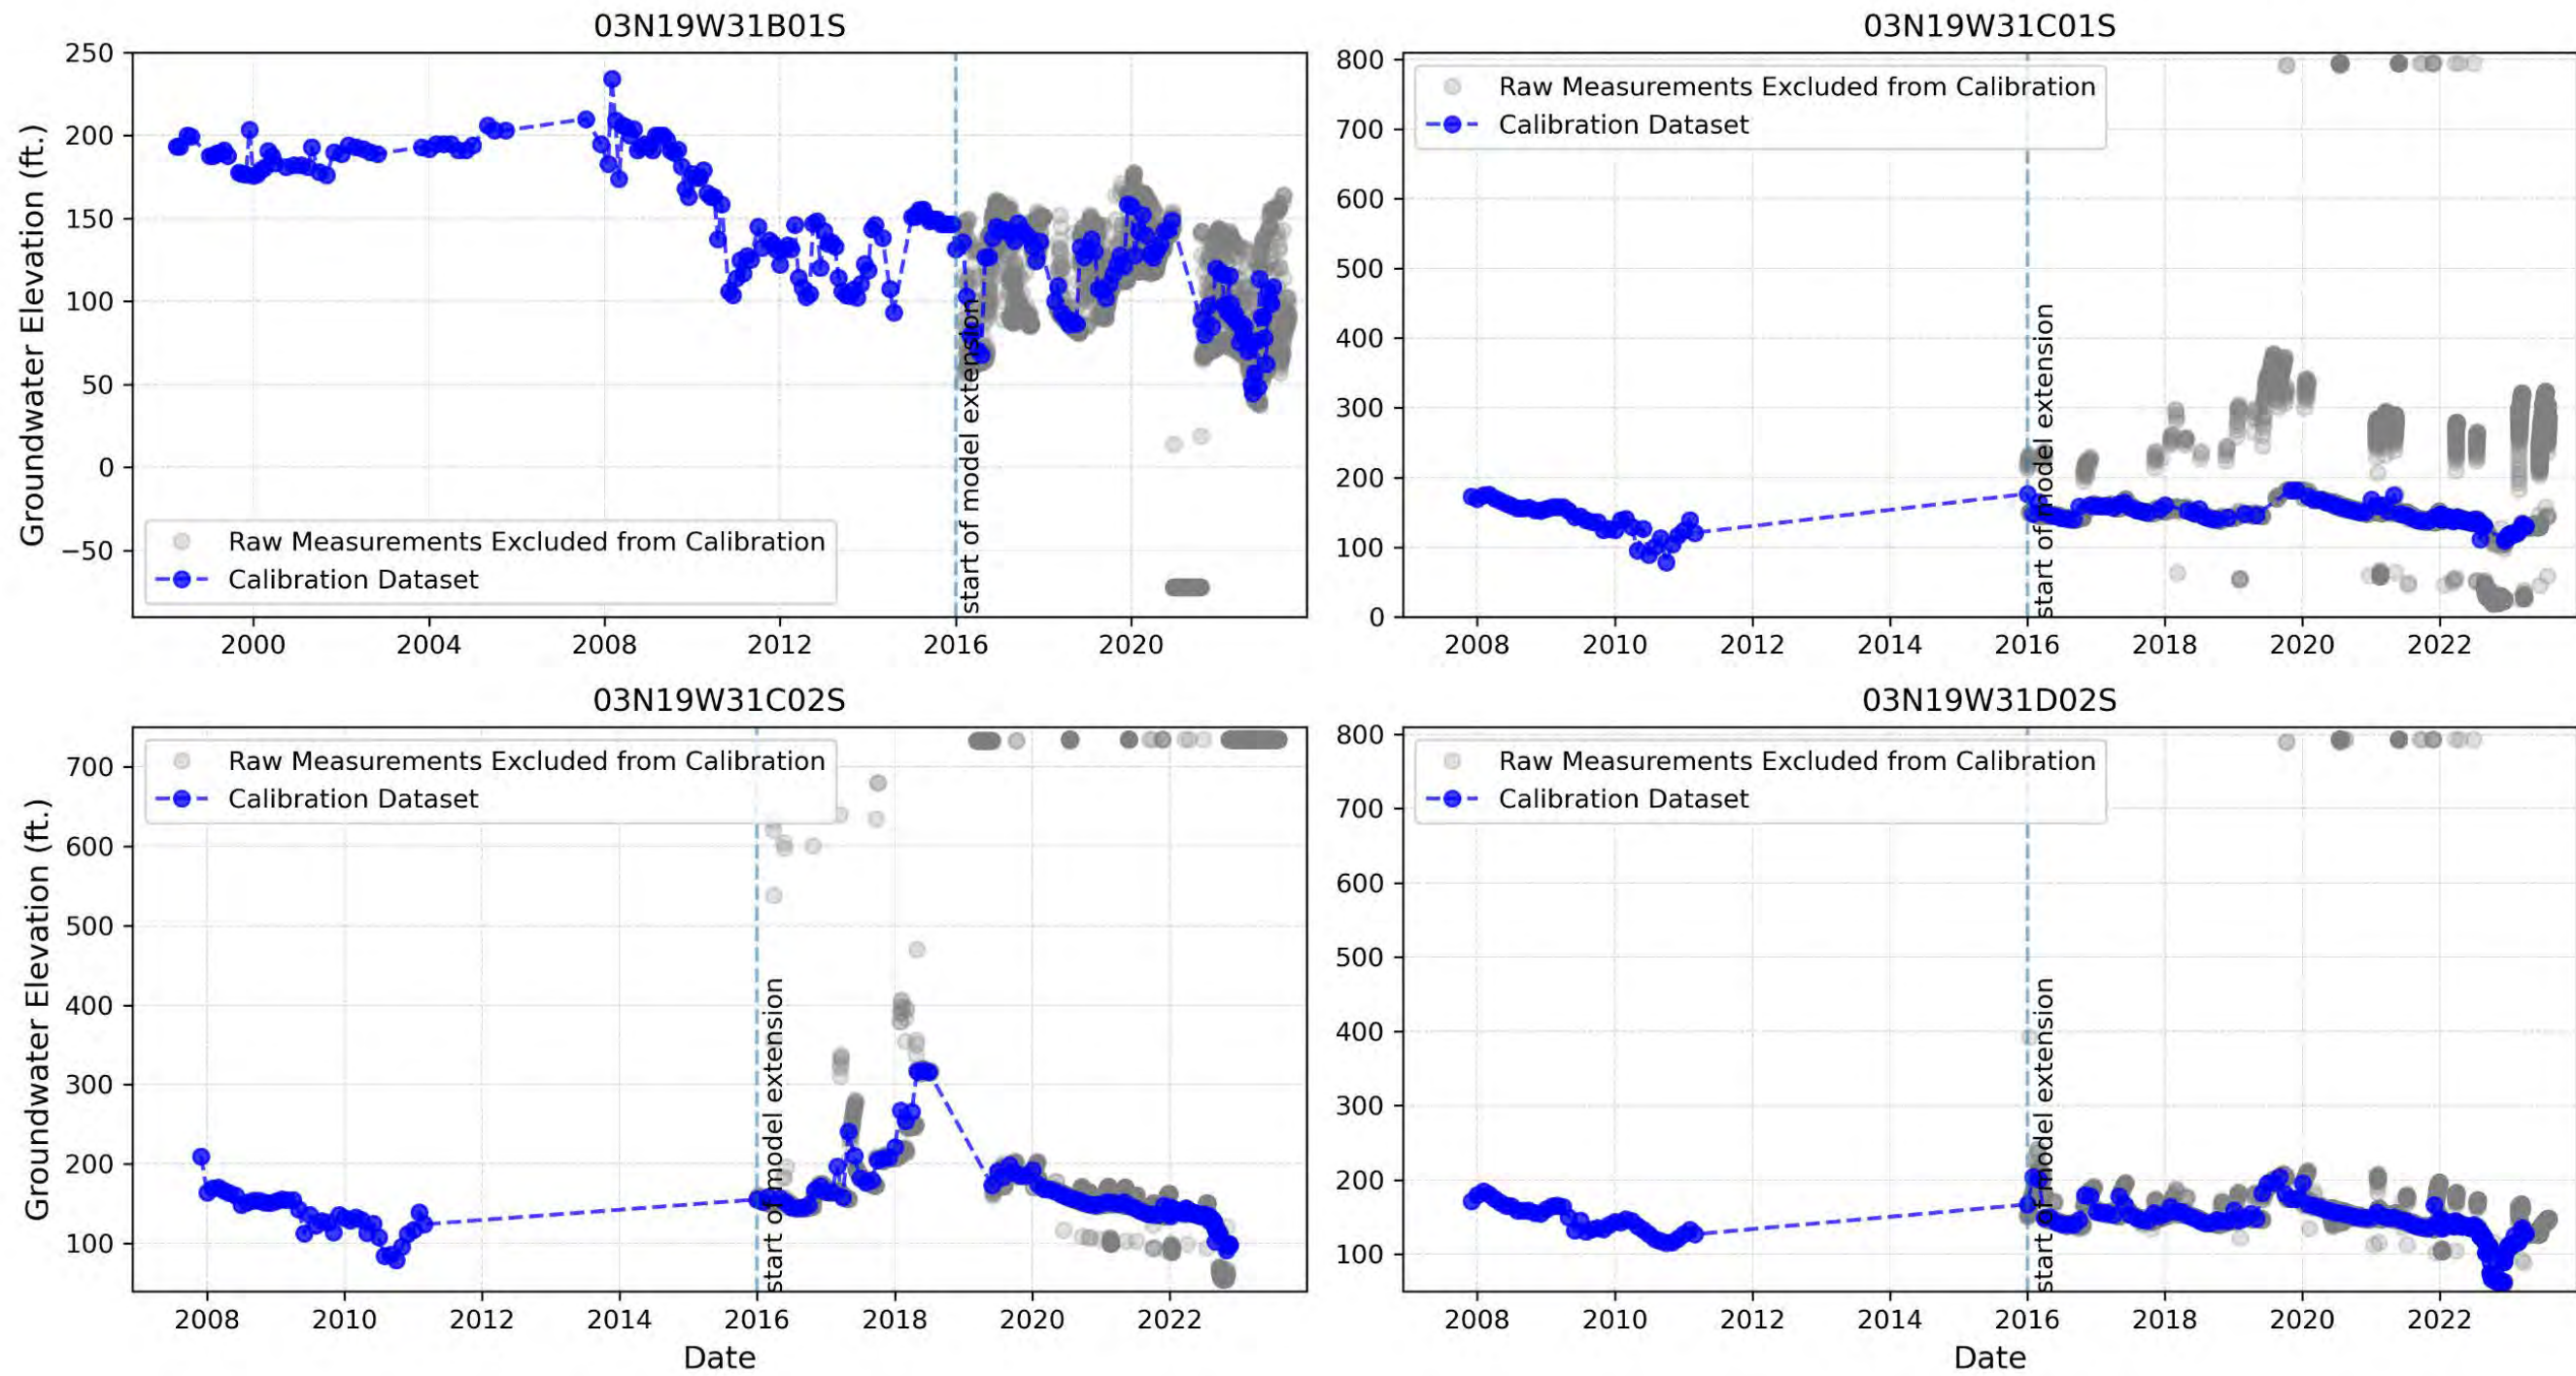 03N19W31B01S
250
200
150
100
50
0
−50
Groundwater Elevation (ft.)
start of model extension
Raw Measurements Excluded from Calibration
Calibration Dataset
2000 2004 2008 2012 2016 2020
03N19W31C01S
800
700
600
500
400
300
200
100
0
Raw Measurements Excluded from Calibration
Calibration Dataset
start of model extension
2008 2010 2012 2014 2016 2018 2020 2022
03N19W31C02S
700
600
500
400
300
200
100
Groundwater Elevation (ft.)
Raw Measurements Excluded from Calibration
Calibration Dataset
start of model extension
2008 2010 2012 2014 2016 2018 2020 2022
Date
03N19W31D02S
800
700
600
500
400
300
200
100
Raw Measurements Excluded from Calibration
Calibration Dataset
start of model extension
2008 2010 2012 2014 2016 2018 2020 2022
Date